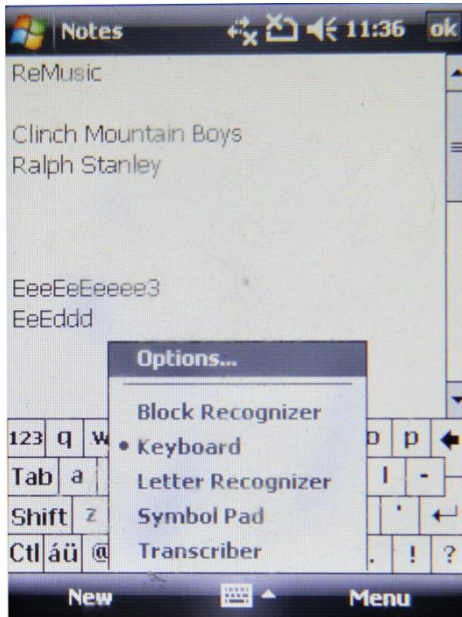 Notes 11:36 ok
ReMusic
Clinch Mountain Boys
Ralph Stanley
EeeEeEeeee3
EeEddd
Options...
Block Recognizer
Keyboard
Letter Recognizer
Symbol Pad
Transcriber
123 q w p
Tab a l -
Shift z '
Ctl áü @ . ! ?
New Menu